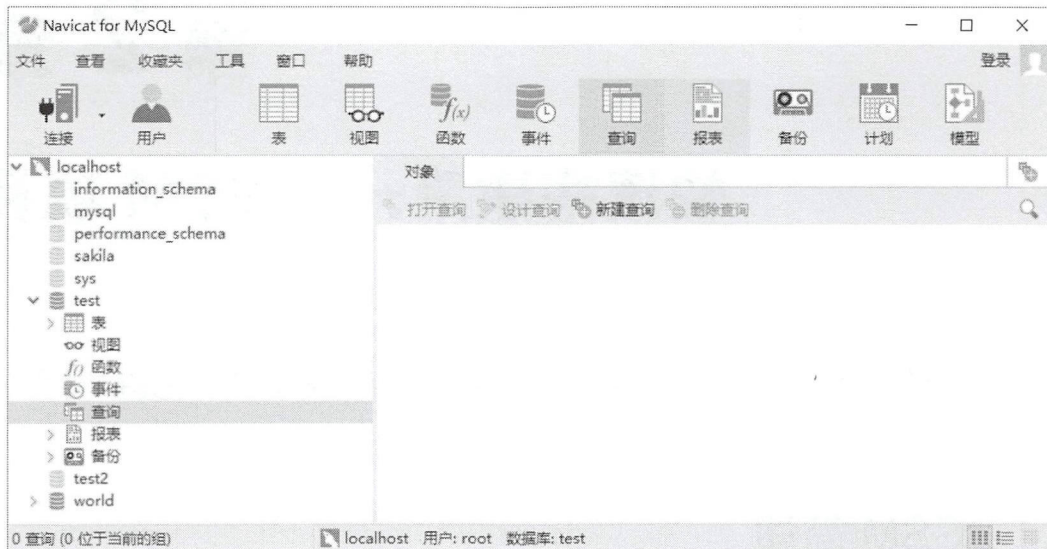 Navicat for MySQL
文件 查看 收藏夹 工具 窗口 帮助 登录
连接 用户 表 视图 函数 事件 查询 报表 备份 计划 模型
localhost
对象
information_schema
打开查询 设计查询 新建查询 删除查询
mysql
performance_schema
sakila
sys
test
表
视图
f() 函数
事件
查询
报表
备份
test2
world
0 查询 (0 位于当前的组) localhost 用户: root 数据库: test